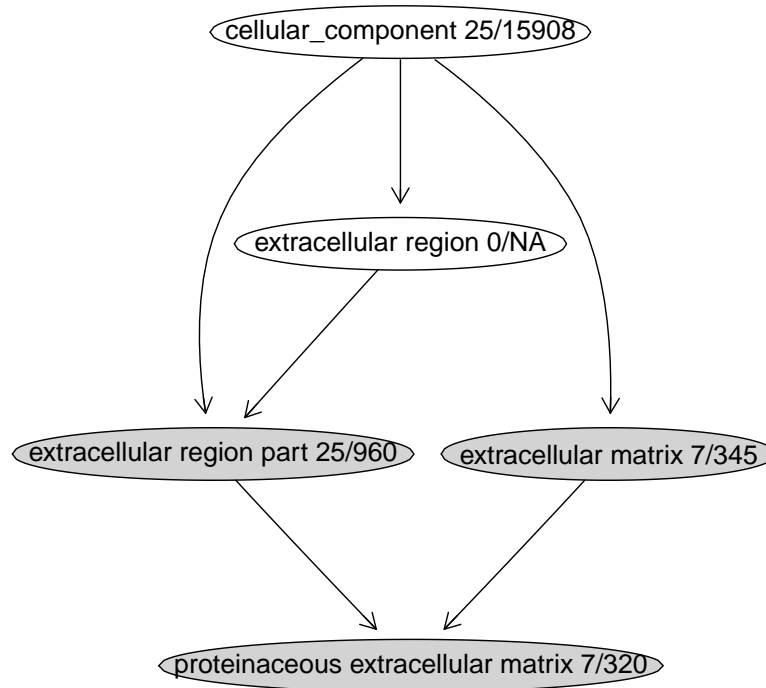 cellular_component 25/15908
extracellular region 0/NA
extracellular region part 25/960
extracellular matrix 7/345
proteinaceous extracellular matrix 7/320